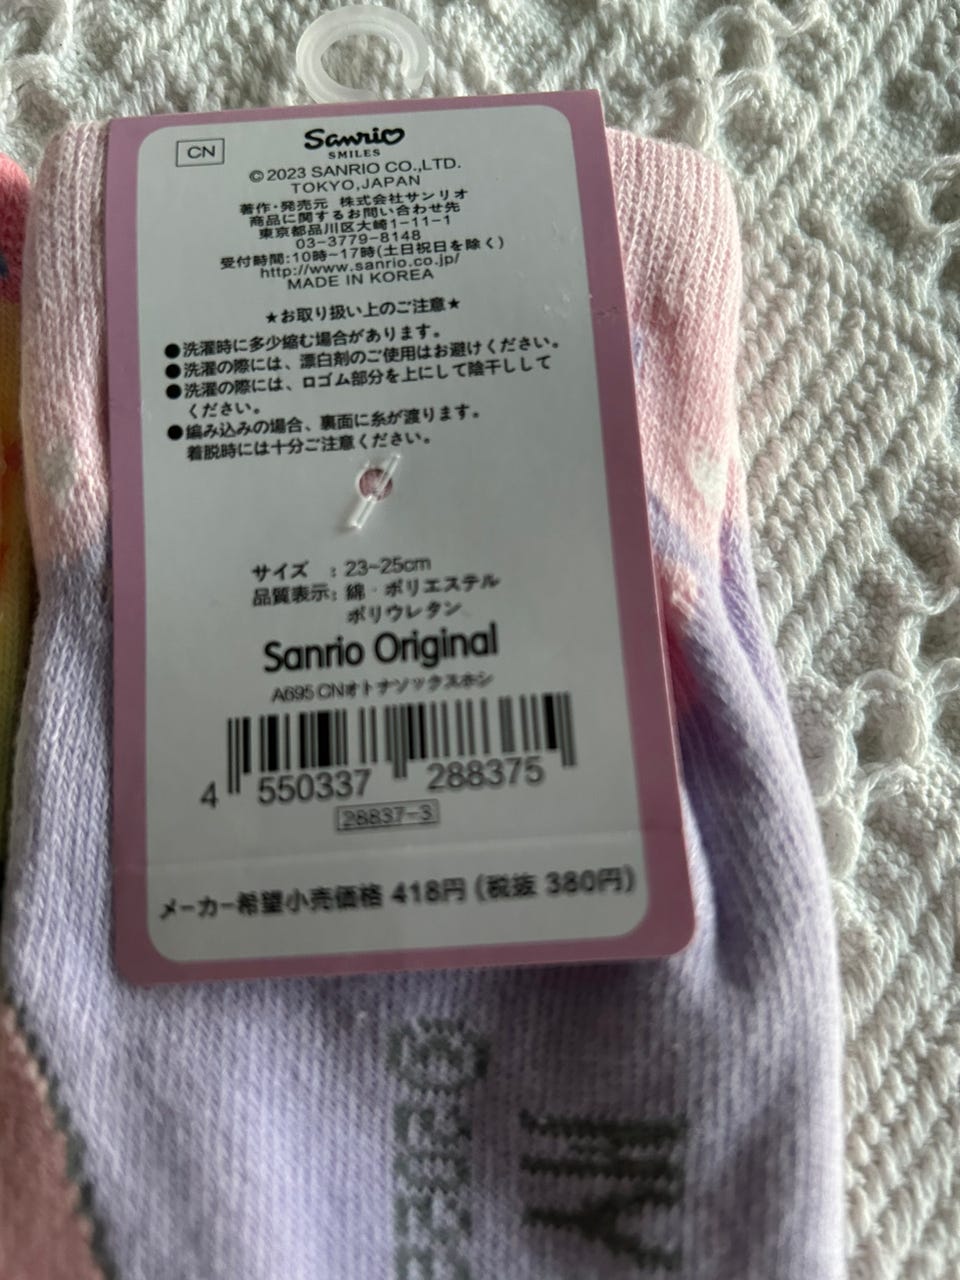 CN
Sanrio
SMILES
©2023 SANRIO CO.,LTD.
TOKYO,JAPAN
著作・発売元 株式会社サンリオ
商品に関するお問い合わせ先
東京都品川区大崎1-11-1
03-3779-8148
受付時間:10時~17時(土日祝日を除く)
http://www.sanrio.co.jp/
MADE IN KOREA
★お取り扱い上のご注意★
●洗濯時に多少縮む場合があります。
●洗濯の際には、漂白剤のご使用はお避けください。
●洗濯の際には、ロゴム部分を上にして陰干しして
ください。
●編み込みの場合、裏面に糸が渡ります。
着脱時には十分ご注意ください。
サイズ : 23~25cm
品質表示: 綿・ポリエステル
ポリウレタン
Sanrio Original
A695 CNオトナソックスホシ
4 550337 288375
28837-3
メーカー希望小売価格 418円 (税抜 380円)